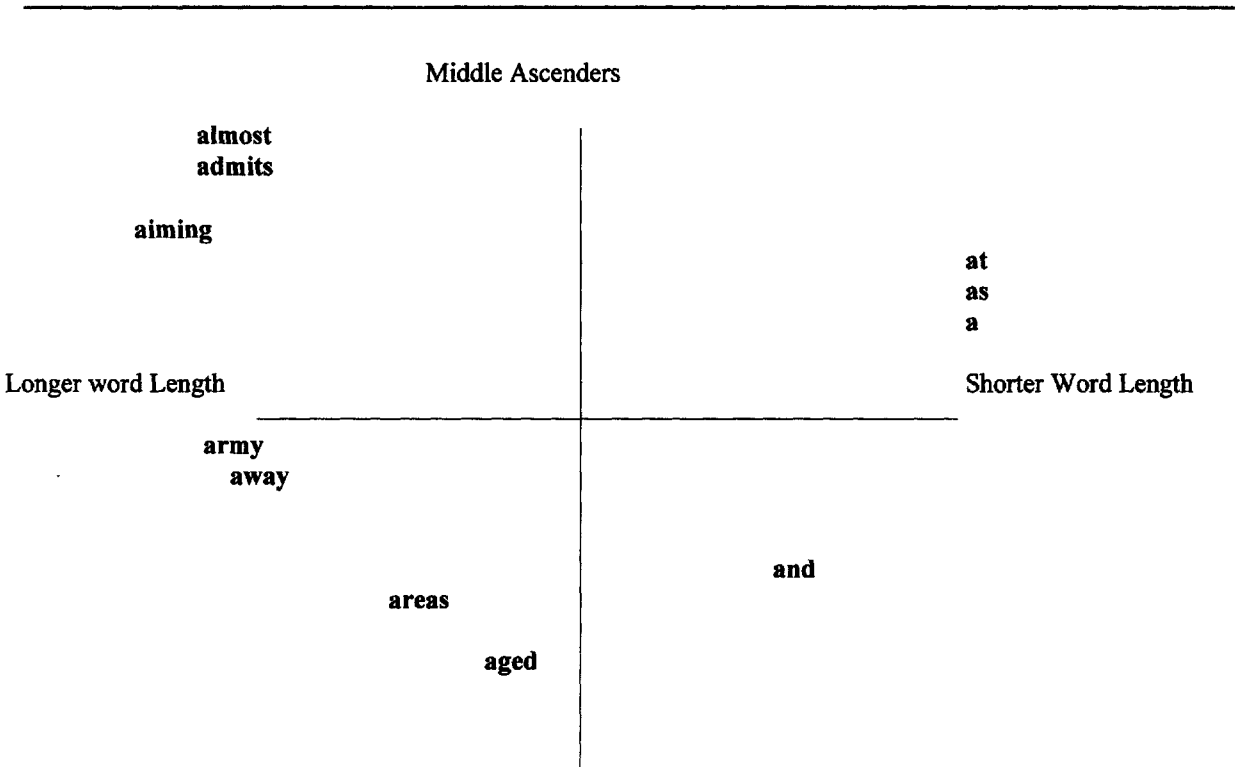 Middle Ascenders
almost
admits
aiming
at
as
a
Longer word Length
Shorter Word Length
army
away
and
areas
aged